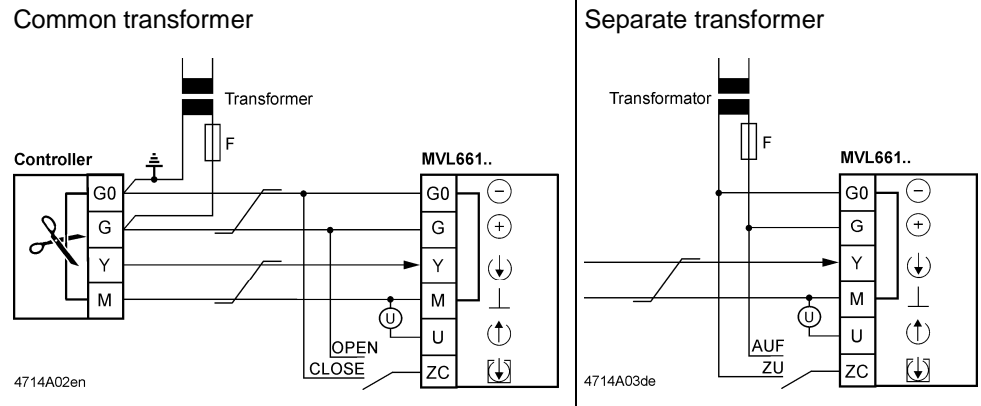 Common transformer
Transformer
F
Controller
MVL661..
G0
G
Y
M
G0
G
Y
M
U
ZC
U
OPEN
CLOSE
4714A02en
Separate transformer
Transformator
F
MVL661..
G0
G
Y
M
U
ZC
U
AUF
ZU
4714A03de